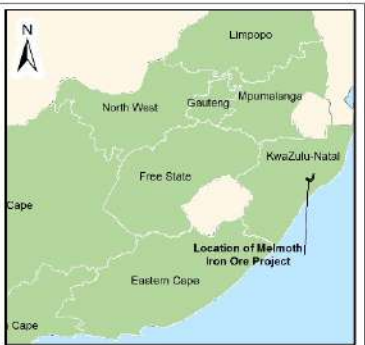 N
Limpopo
North West
Gauteng
Mpumalanga
KwaZulu-Natal
Free State
Cape
Location of Melmoth
Iron Ore Project
Eastern Cape
Cape